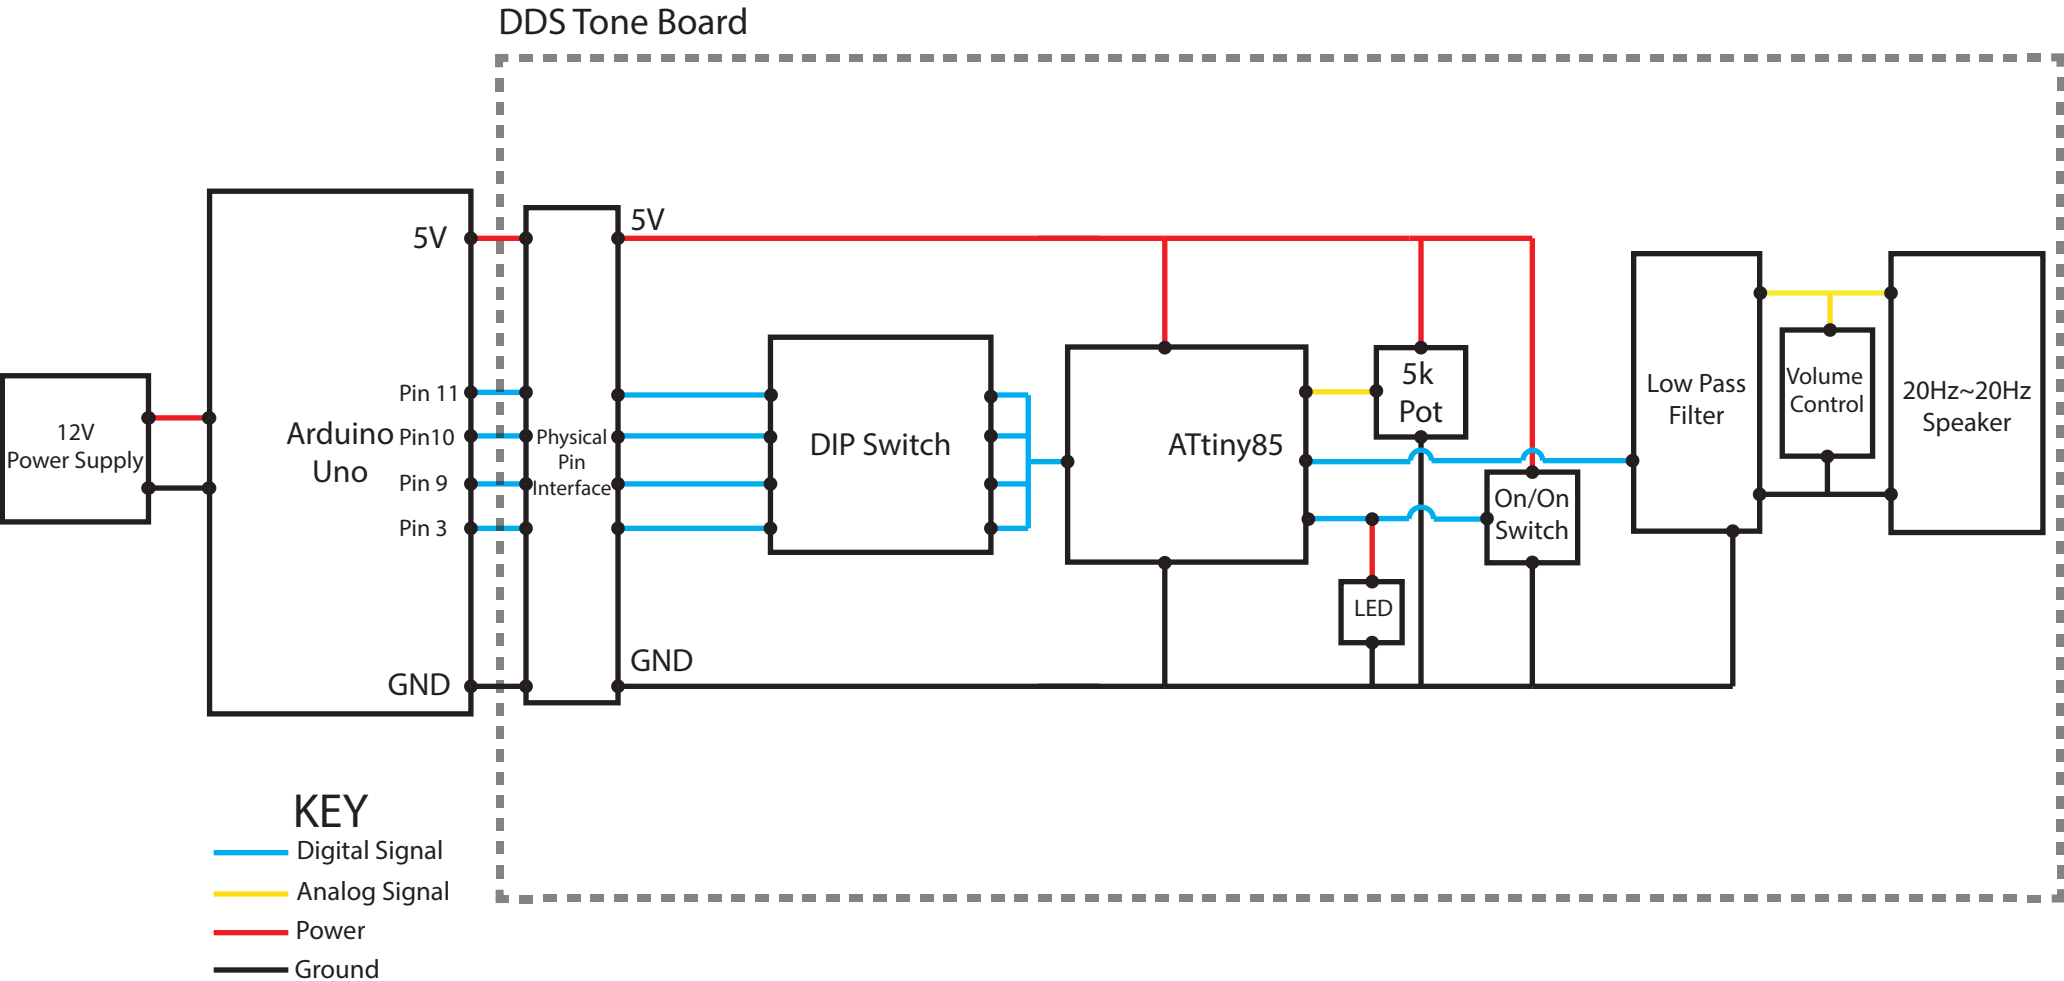 DDS Tone Board
5V
5V
Pin 11
Pin10
Pin 9
Pin 3
GND
12V
Power Supply
Arduino
Uno
Physical
Pin
Interface
GND
DIP Switch
ATtiny85
5k
Pot
On/On
Switch
LED
Low Pass
Filter
Volume
Control
20Hz~20Hz
Speaker
KEY
Digital Signal
Analog Signal
Power
Ground